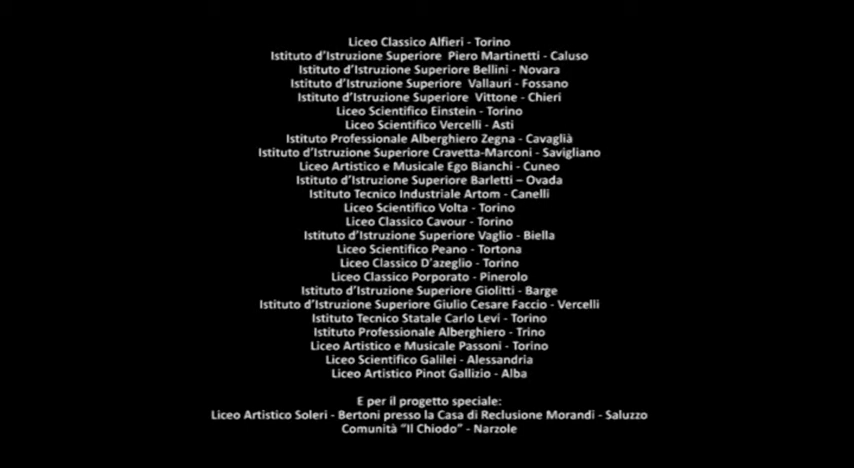 Liceo Classico Alfieri - Torino
Istituto d'Istruzione Superiore Piero Martinetti - Caluso
Istituto d'Istruzione Superiore Bellini - Novara
Istituto d'Istruzione Superiore Vallauri - Fossano
Istituto d'Istruzione Superiore Vittone - Chieri
Liceo Scientifico Einstein - Torino
Liceo Scientifico Vercelli - Asti
Istituto Professionale Alberghiero Zegna - Cavaglià
Istituto d'Istruzione Superiore Cravetta-Marconi - Savigliano
Liceo Artistico e Musicale Ego Bianchi - Cuneo
Istituto d'Istruzione Superiore Barletti – Ovada
Istituto Tecnico Industriale Artom - Canelli
Liceo Scientifico Volta - Torino
Liceo Classico Cavour - Torino
Istituto d'Istruzione Superiore Vaglio - Biella
Liceo Scientifico Peano - Tortona
Liceo Classico D'azeglio - Torino
Liceo Classico Porporato - Pinerolo
Istituto d'Istruzione Superiore Giolitti - Barge
Istituto d'Istruzione Superiore Giulio Cesare Faccio - Vercelli
Istituto Tecnico Statale Carlo Levi - Torino
Istituto Professionale Alberghiero - Trino
Liceo Artistico e Musicale Passoni - Torino
Liceo Scientifico Galilei - Alessandria
Liceo Artistico Pinot Gallizio - Alba
E per il progetto speciale:
Liceo Artistico Soleri - Bertoni presso la Casa di Reclusione Morandi - Saluzzo
Comunità "Il Chiodo" - Narzole